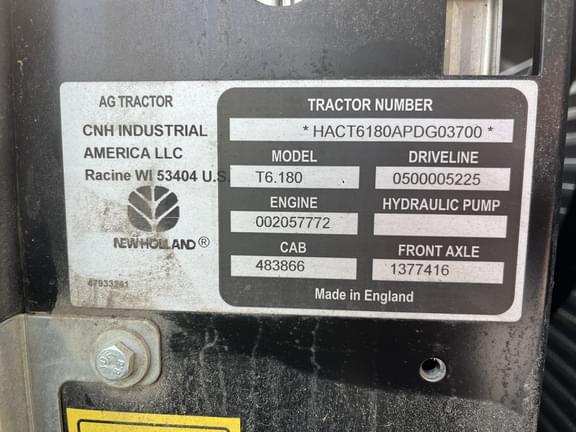 AG TRACTOR
CNH INDUSTRIAL
AMERICA LLC
Racine WI 53404 U.S.
NEW HOLLAND ®
47933241
TRACTOR NUMBER
* HACT6180APDG03700 *
MODEL
DRIVELINE
T6.180
0500005225
ENGINE
HYDRAULIC PUMP
002057772
CAB
FRONT AXLE
483866
1377416
Made in England